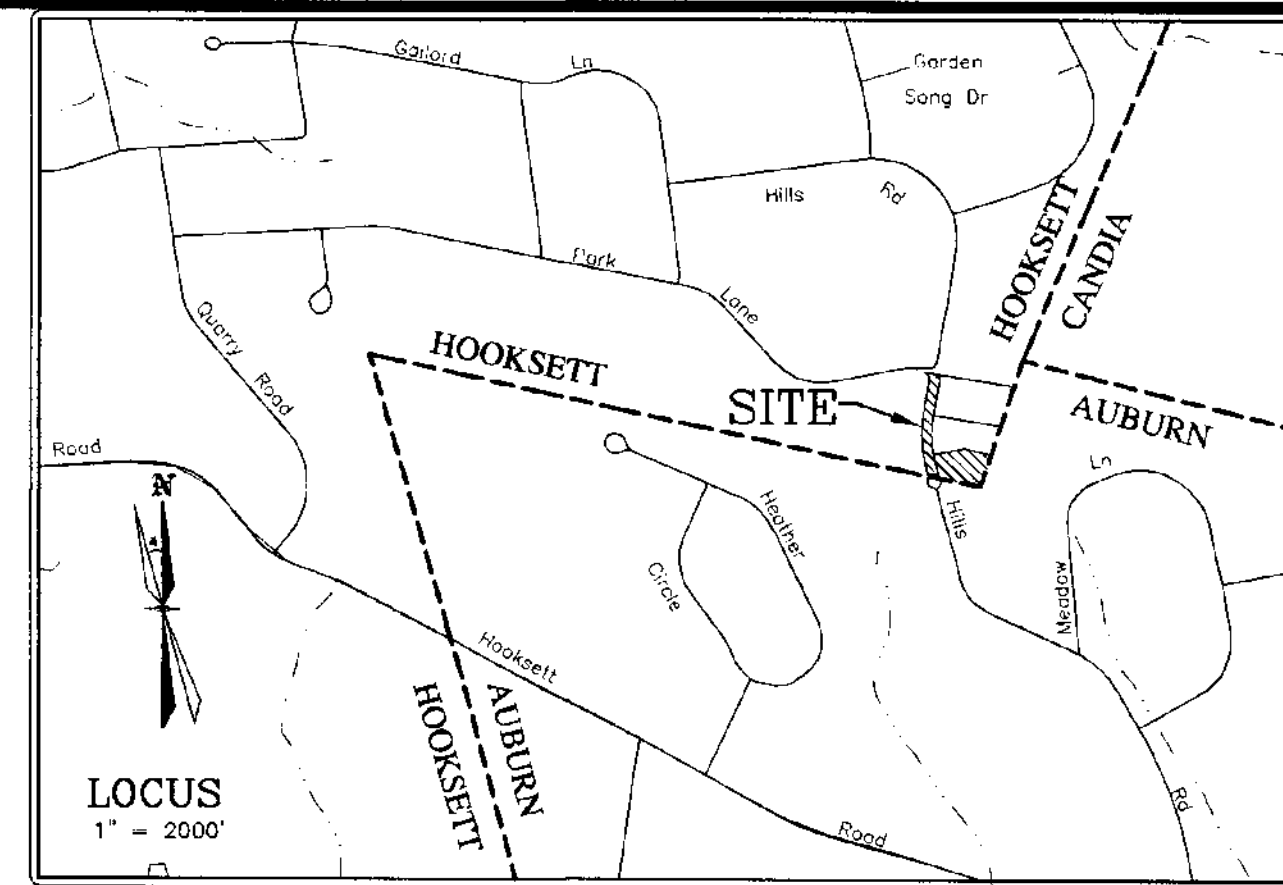 Gailord Ln
Garden
Song Dr
Hills Rd
HOOKSETT
CANDIA
Park Lane
Quarry Road
HOOKSETT
SITE
AUBURN
Road
N
Ln
Heather
Circle
Hills
Meadow
Hooksett
AUBURN
HOOKSETT
LOCUS
1" = 2000'
Rd
Road